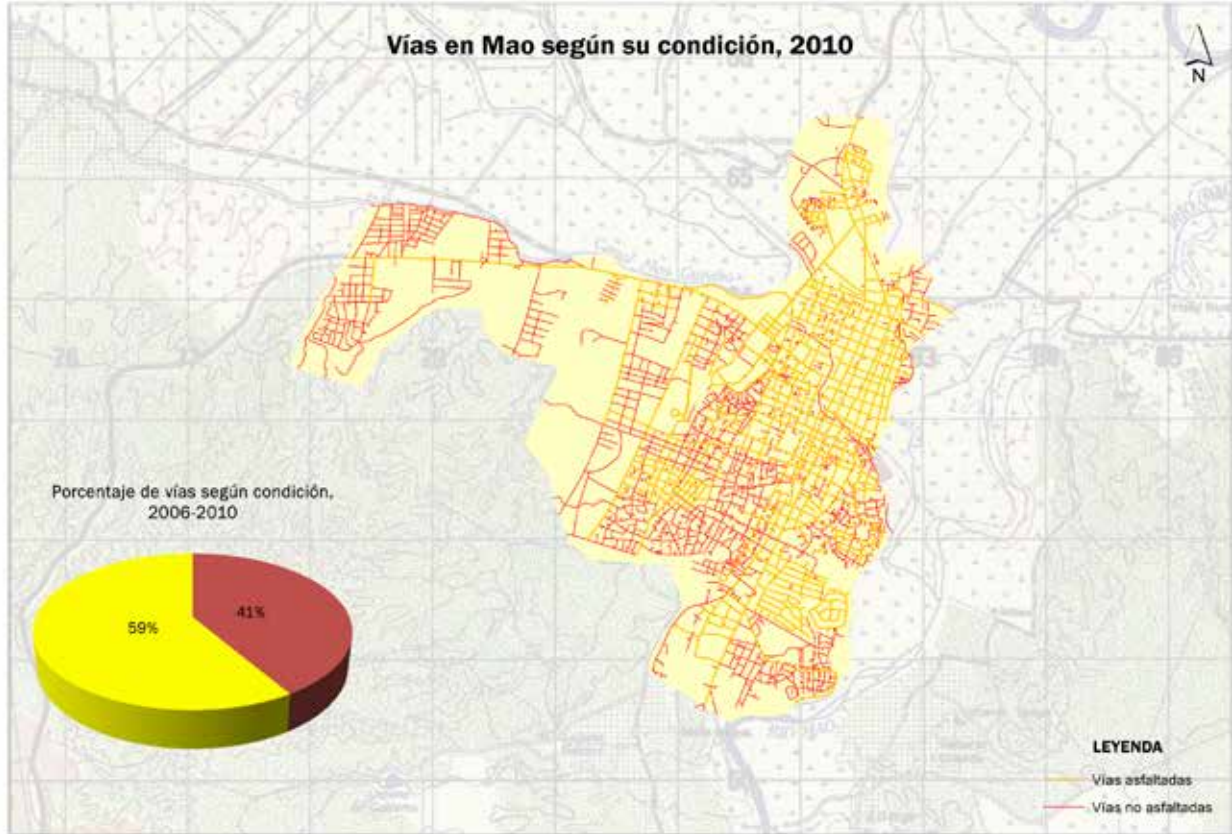 Vías en Mao según su condición, 2010
N
65
Porcentaje de vías según condición,
2006-2010
59%
41%
LEYENDA
Vías asfaltadas
Vías no asfaltadas